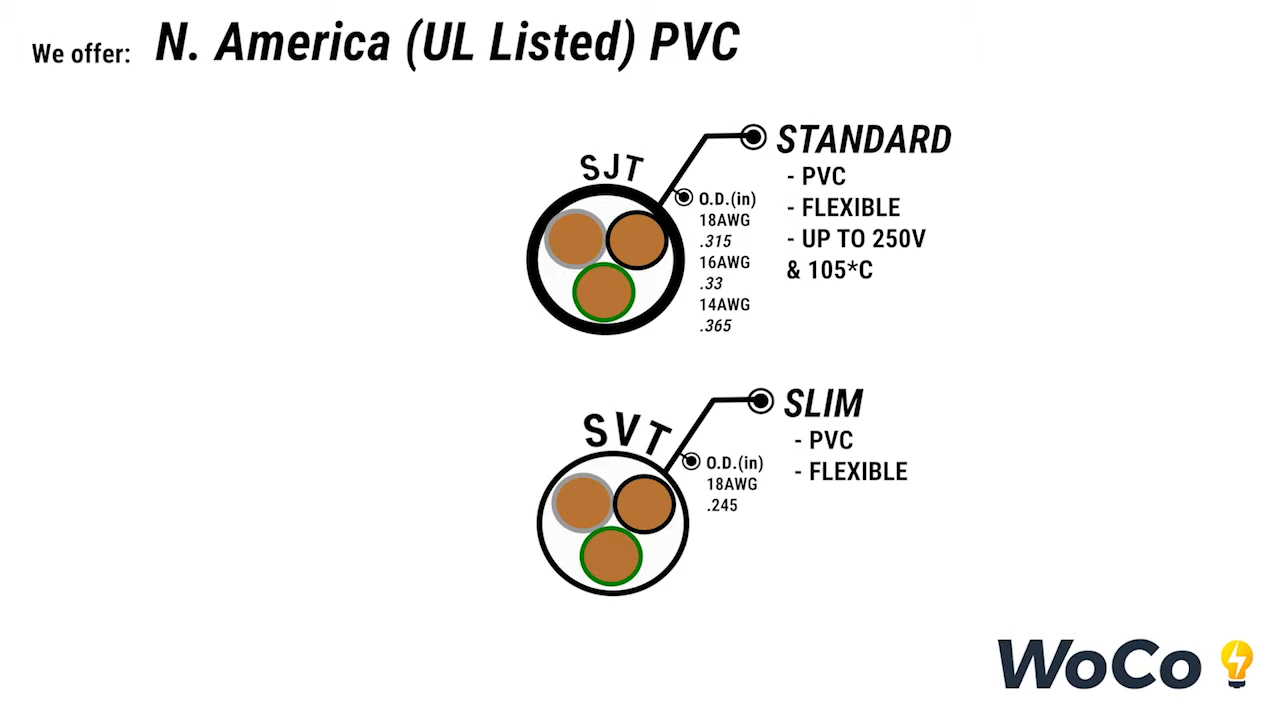 We offer: N. America (UL Listed) PVC
SJT
STANDARD
- PVC
- FLEXIBLE
- UP TO 250V
& 105*C
O.D.(in)
18AWG
.315
16AWG
.33
14AWG
.365
SVT
SLIM
- PVC
- FLEXIBLE
O.D.(in)
18AWG
.245
WoCo